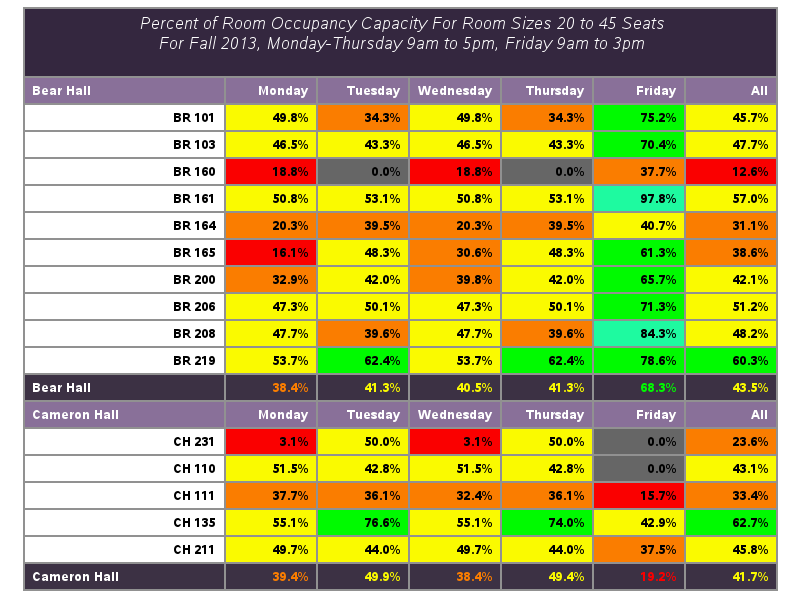 Percent of Room Occupancy Capacity For Room Sizes 20 to 45 Seats
For Fall 2013, Monday-Thursday 9am to 5pm, Friday 9am to 3pm
Bear Hall Monday Tuesday Wednesday Thursday Friday All
BR 101 49.8% 34.3% 49.8% 34.3% 75.2% 45.7%
BR 103 46.5% 43.3% 46.5% 43.3% 70.4% 47.7%
BR 160 18.8% 0.0% 18.8% 0.0% 37.7% 12.6%
BR 161 50.8% 53.1% 50.8% 53.1% 97.8% 57.0%
BR 164 20.3% 39.5% 20.3% 39.5% 40.7% 31.1%
BR 165 16.1% 48.3% 30.6% 48.3% 61.3% 38.6%
BR 200 32.9% 42.0% 39.8% 42.0% 65.7% 42.1%
BR 206 47.3% 50.1% 47.3% 50.1% 71.3% 51.2%
BR 208 47.7% 39.6% 47.7% 39.6% 84.3% 48.2%
BR 219 53.7% 62.4% 53.7% 62.4% 78.6% 60.3%
Bear Hall 38.4% 41.3% 40.5% 41.3% 68.3% 43.5%
Cameron Hall Monday Tuesday Wednesday Thursday Friday All
CH 231 3.1% 50.0% 3.1% 50.0% 0.0% 23.6%
CH 110 51.5% 42.8% 51.5% 42.8% 0.0% 43.1%
CH 111 37.7% 36.1% 32.4% 36.1% 15.7% 33.4%
CH 135 55.1% 76.6% 55.1% 74.0% 42.9% 62.7%
CH 211 49.7% 44.0% 49.7% 44.0% 37.5% 45.8%
Cameron Hall 39.4% 49.9% 38.4% 49.4% 19.2% 41.7%